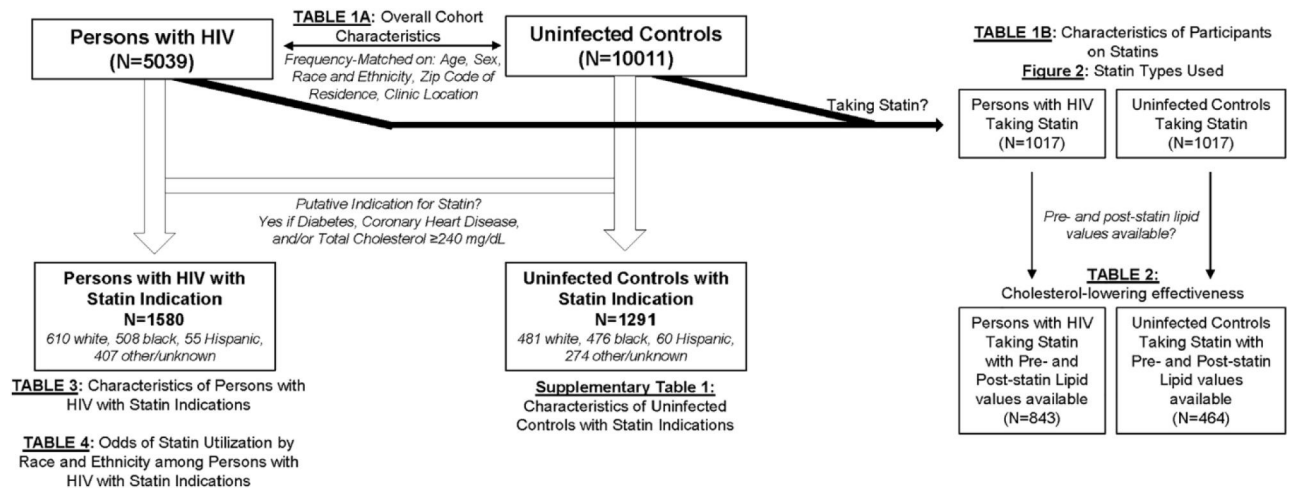 Persons with HIV
(N=5039)
TABLE 1A: Overall Cohort
Characteristics
Frequency-Matched on: Age, Sex,
Race and Ethnicity, Zip Code of
Residence, Clinic Location
Uninfected Controls
(N=10011)
Taking Statin?
TABLE 1B: Characteristics of Participants
on Statins
Figure 2: Statin Types Used
Persons with HIV
Taking Statin
(N=1017)
Uninfected Controls
Taking Statin
(N=1017)
Putative Indication for Statin?
Yes if Diabetes, Coronary Heart Disease,
and/or Total Cholesterol ≥240 mg/dL
Pre- and post-statin lipid
values available?
Persons with HIV with
Statin Indication
N=1580
610 white, 508 black, 55 Hispanic,
407 other/unknown
Uninfected Controls with
Statin Indication
N=1291
481 white, 476 black, 60 Hispanic,
274 other/unknown
TABLE 2:
Cholesterol-lowering effectiveness
Persons with HIV
Taking Statin
with Pre- and
Post-statin Lipid
values available
(N=843)
Uninfected Controls
Taking Statin with
Pre- and Post-statin
Lipid values
available
(N=464)
TABLE 3: Characteristics of Persons with
HIV with Statin Indications
Supplementary Table 1:
Characteristics of Uninfected
Controls with Statin Indications
TABLE 4: Odds of Statin Utilization by
Race and Ethnicity among Persons with
HIV with Statin Indications